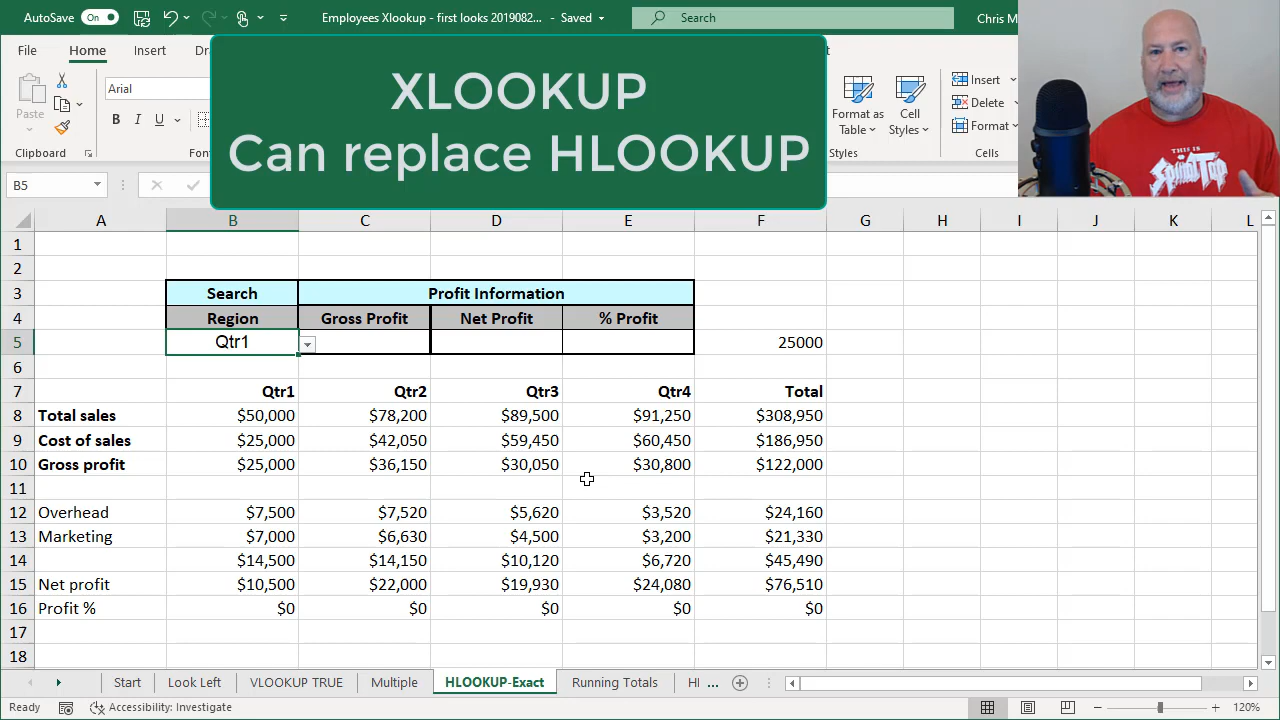 AutoSave On Employees Xlookup - first looks 2019082... - Saved Search Chris M
File Home Insert Dr
XLOOKUP
Can replace HLOOKUP
Paste
Clipboard
Arial
B I U
Fon
Format as Table
Cell Styles
Styles
Insert
Delete
Format
Cells
THIS IS
SPINAL TAP
B5
A B C D E F G H I J K L
1
2
3 Search Profit Information
4 Region Gross Profit Net Profit % Profit
5 Qtr1 25000
6
7 Qtr1 Qtr2 Qtr3 Qtr4 Total
8 Total sales $50,000 $78,200 $89,500 $91,250 $308,950
9 Cost of sales $25,000 $42,050 $59,450 $60,450 $186,950
10 Gross profit $25,000 $36,150 $30,050 $30,800 $122,000
11
12 Overhead $7,500 $7,520 $5,620 $3,520 $24,160
13 Marketing $7,000 $6,630 $4,500 $3,200 $21,330
14 $14,500 $14,150 $10,120 $6,720 $45,490
15 Net profit $10,500 $22,000 $19,930 $24,080 $76,510
16 Profit % $0 $0 $0 $0 $0
17
18
Start Look Left VLOOKUP TRUE Multiple HLOOKUP-Exact Running Totals HI ...
Ready Accessibility: Investigate 120%